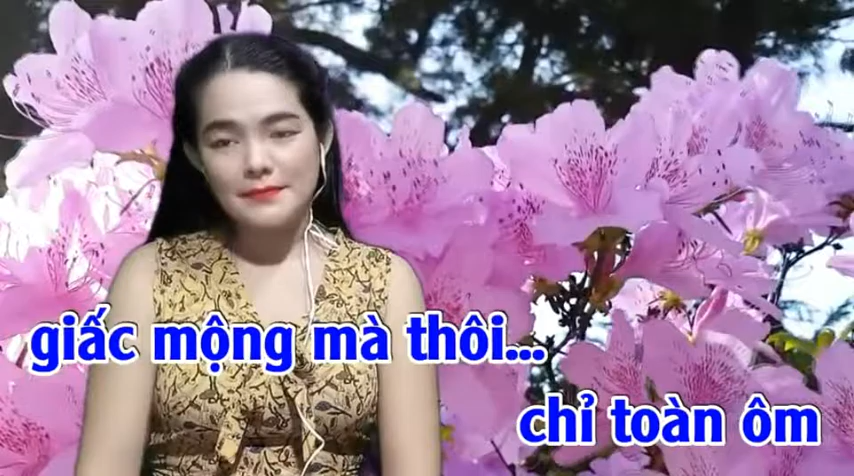 giấc mộng mà thôi...
chỉ toàn ôm